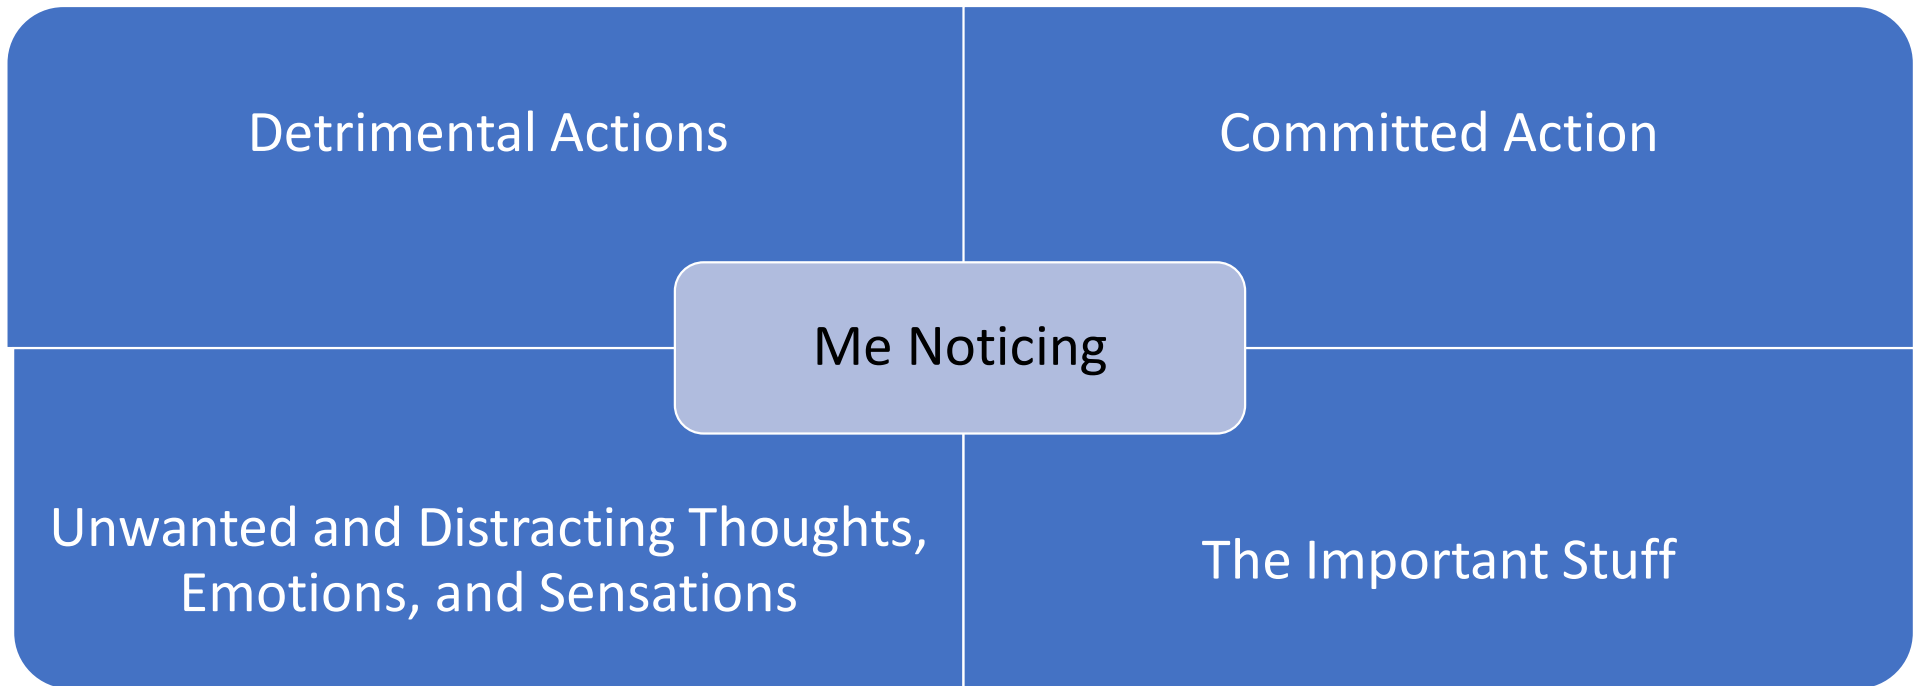 Detrimental Actions
Committed Action
Me Noticing
Unwanted and Distracting Thoughts,
Emotions, and Sensations
The Important Stuff